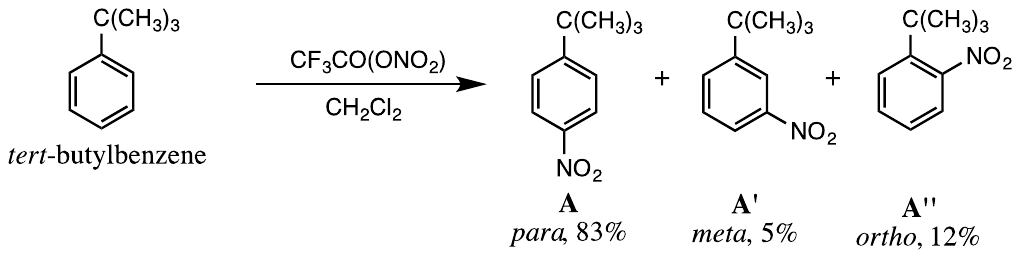 C(CH₃)₃
tert-butylbenzene
CF₃CO(ONO₂)
CH₂Cl₂
C(CH₃)₃
NO₂
A
para, 83%
+
C(CH₃)₃
NO₂
A'
meta, 5%
+
C(CH₃)₃
NO₂
A''
ortho, 12%